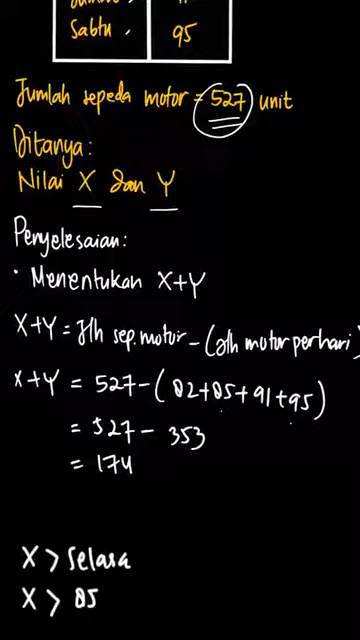 Sabtu . 95
Jumlah sepeda motor = 527 unit
Ditanya:
Nilai X dan Y
Penyelesaian:
• Menentukan X+Y
X+Y = Jlh sep. motor - (Jlh motor perhari)
X+Y = 527 - (82+85+91+95)
= 527 - 353
= 174
X > Selasa
X > 85